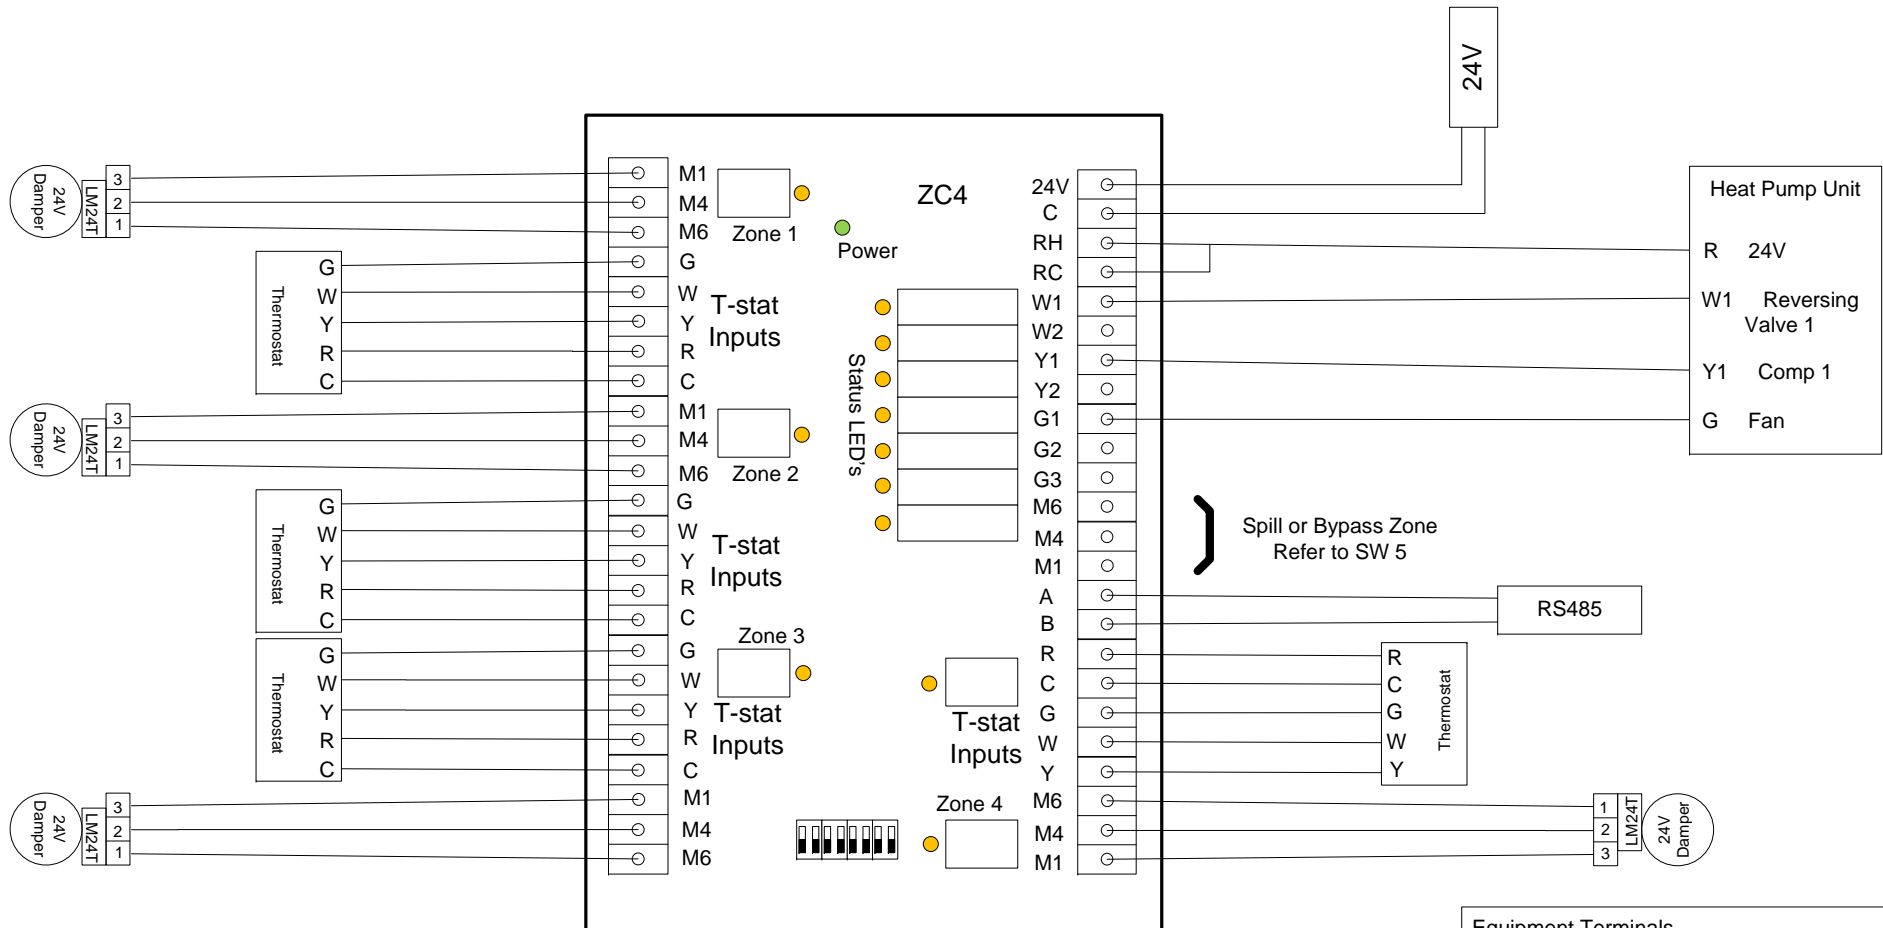 24V
ZC4
Power
Status LED's
Zone 1
M1
M4
M6
G
W
Y
R
C
T-stat
Inputs
Zone 2
M1
M4
M6
G
W
Y
R
C
T-stat
Inputs
Zone 3
G
W
Y
R
C
M1
M4
M6
T-stat
Inputs
24V
Damper
LM24T
3
2
1
Thermostat
G
W
Y
R
C
24V
Damper
LM24T
3
2
1
Thermostat
G
W
Y
R
C
Thermostat
G
W
Y
R
C
24V
Damper
LM24T
3
2
1
24V
C
RH
RC
W1
W2
Y1
Y2
G1
G2
G3
M6
M4
M1
A
B
R
C
G
W
Y
M6
M4
M1
T-stat
Inputs
Zone 4
Heat Pump Unit
R 24V
W1 Reversing
Valve 1
Y1 Comp 1
G Fan
Spill or Bypass Zone
Refer to SW 5
RS485
R
C
G
W
Y
Thermostat
1
2
3
LM24T
24V
Damper
Equipment Terminals